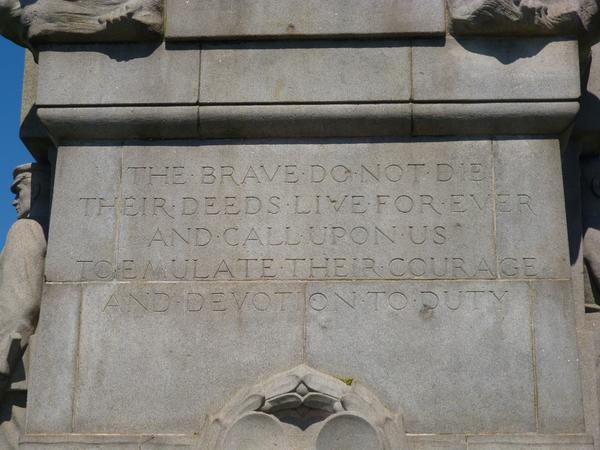 THE·BRAVE·DO·NOT·DIE
THEIR·DEEDS·LIVE·FOR·EVER
AND·CALL·UPON·US
TO·EMULATE·THEIR·COURAGE
AND·DEVOTION·TO·DUTY